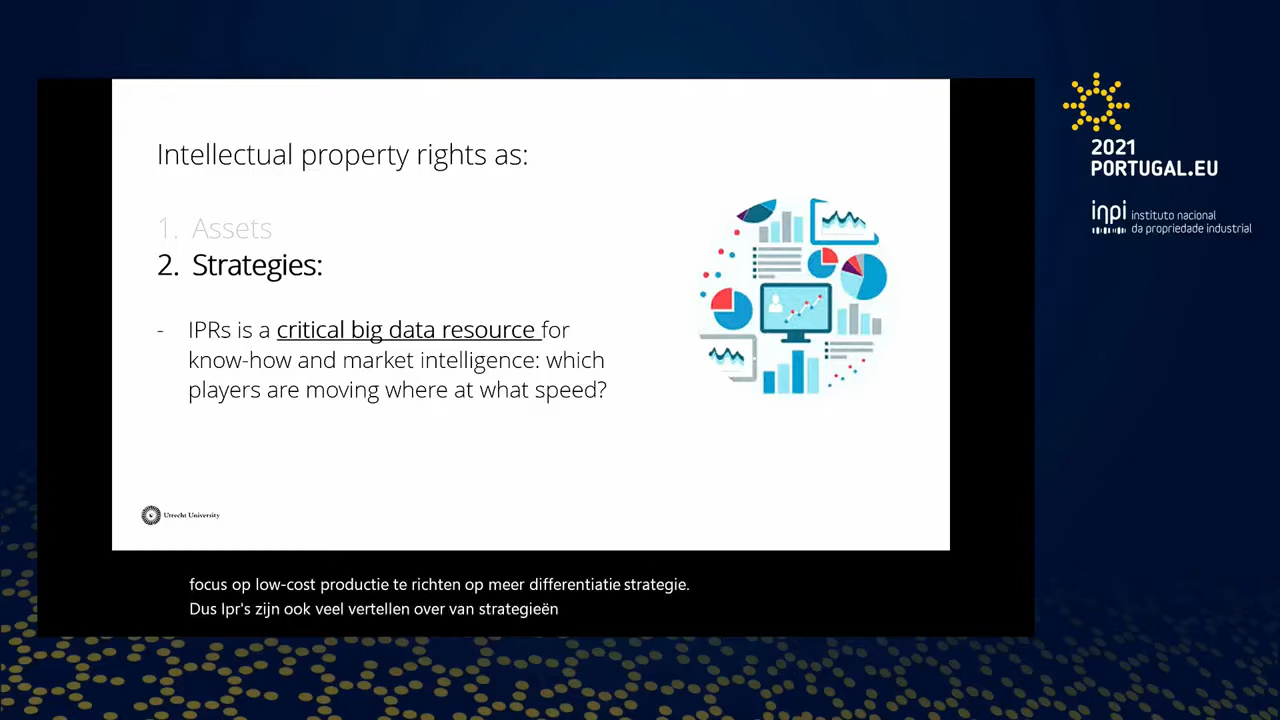 Intellectual property rights as:
1. Assets
2. Strategies:
- IPRs is a critical big data resource for
know-how and market intelligence: which
players are moving where at what speed?
Utrecht University
focus op low-cost productie te richten op meer differentiatie strategie.
Dus Ipr's zijn ook veel vertellen over van strategieën
2021
PORTUGAL.EU
inpi instituto nacional
da propriedade industrial